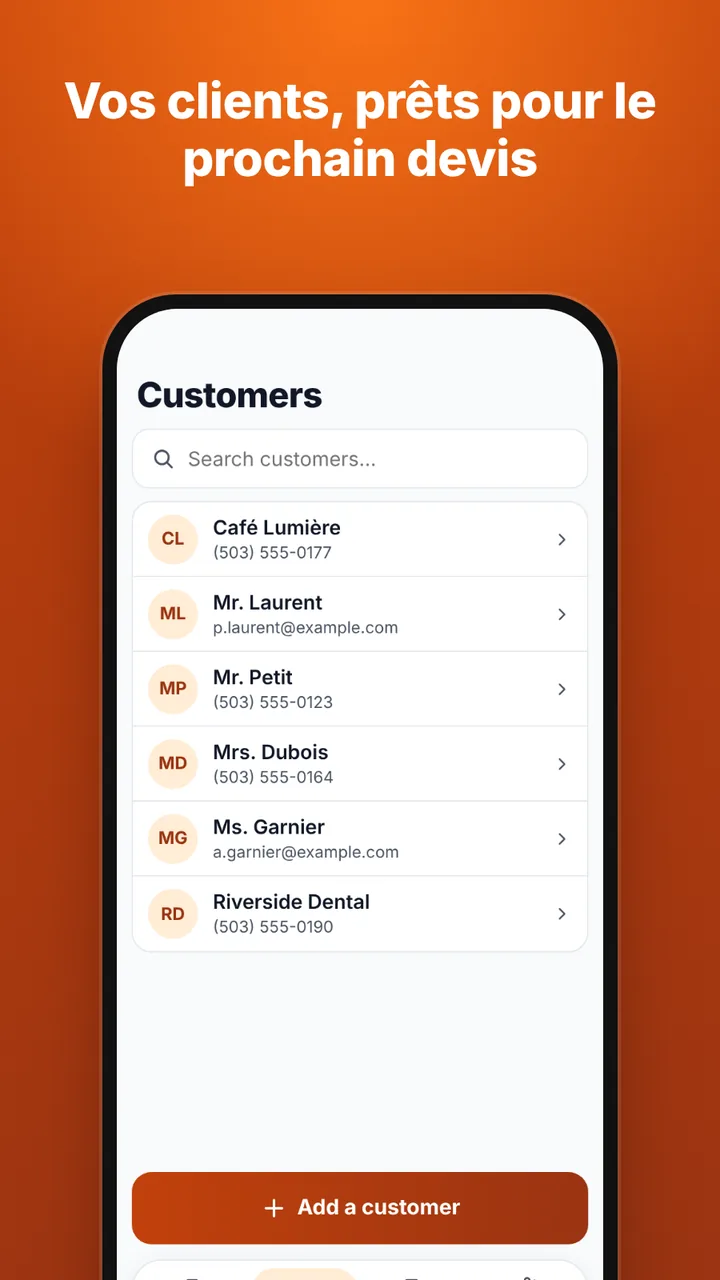 Vos clients, prêts pour le
prochain devis
Customers
Search customers...
CL
Café Lumière
(503) 555-0177
ML
Mr. Laurent
p.laurent@example.com
MP
Mr. Petit
(503) 555-0123
MD
Mrs. Dubois
(503) 555-0164
MG
Ms. Garnier
a.garnier@example.com
RD
Riverside Dental
(503) 555-0190
Add a customer